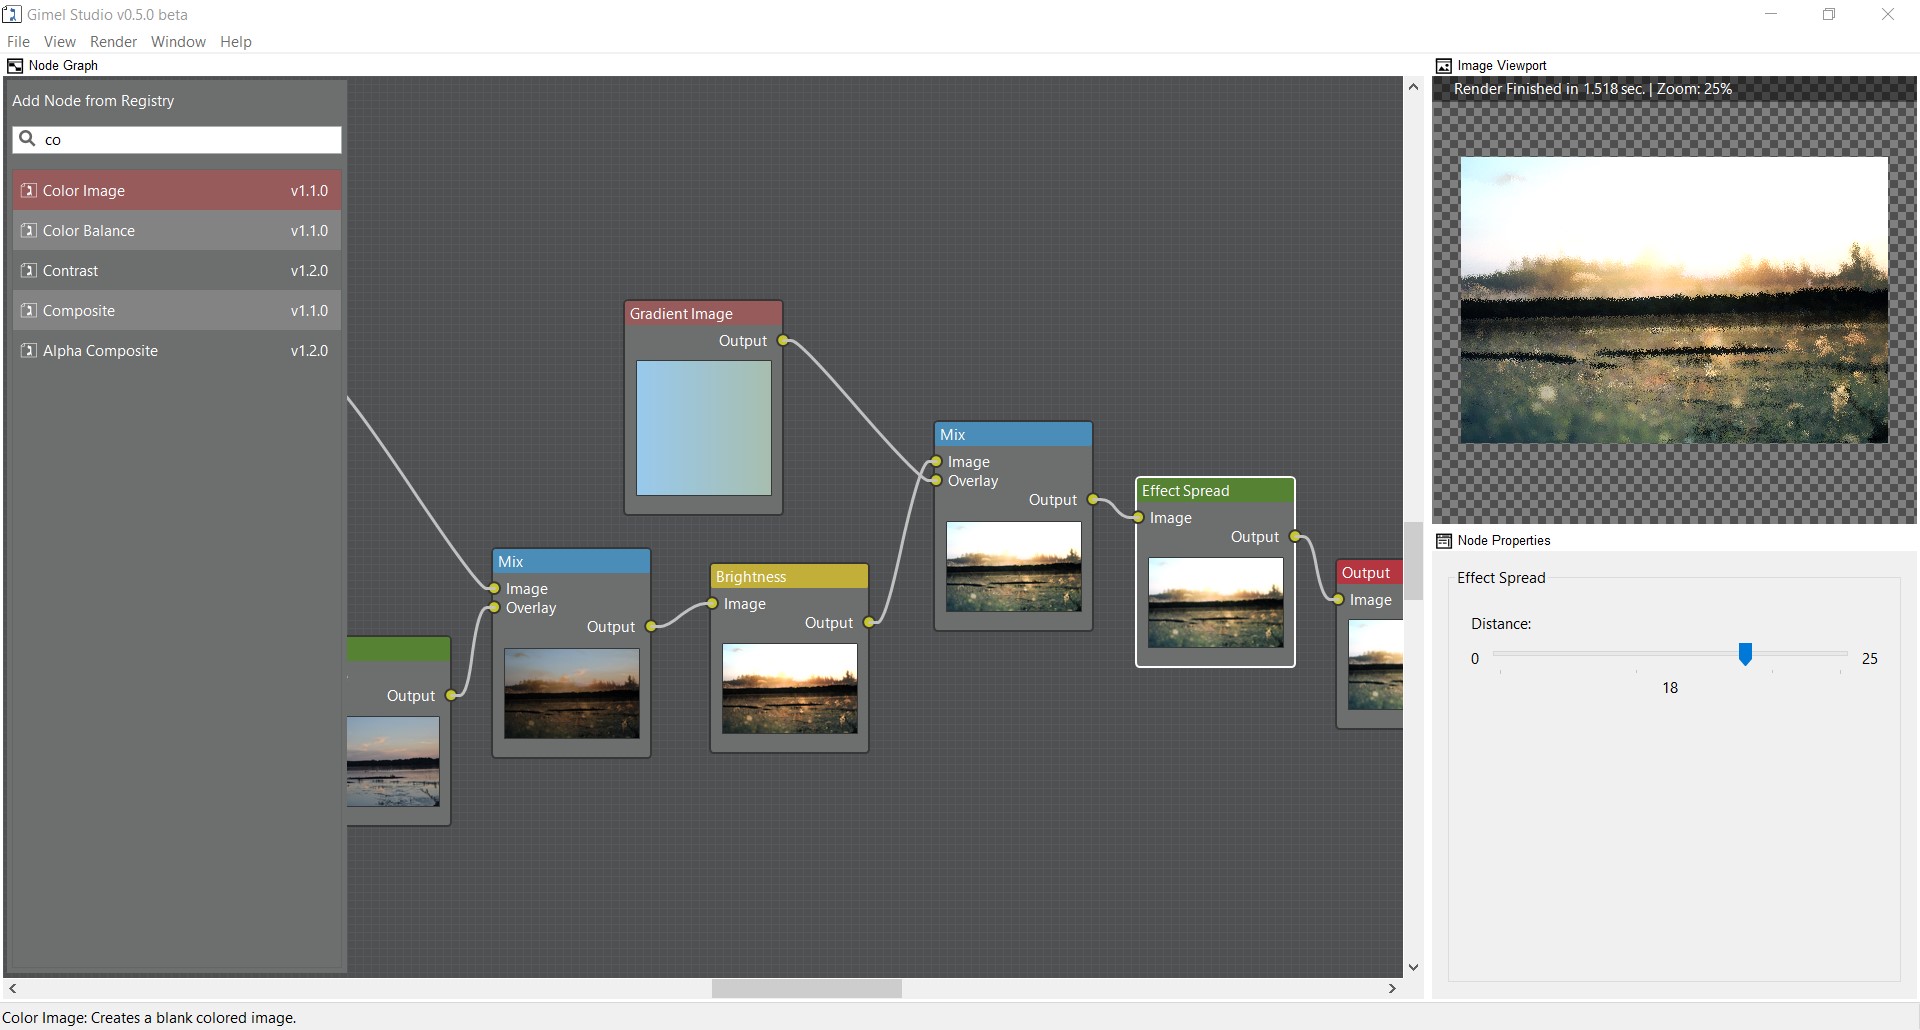 Gimel Studio v0.5.0 beta
File View Render Window Help
Node Graph
Add Node from Registry
co
Color Image v1.1.0
Color Balance v1.1.0
Contrast v1.2.0
Composite v1.1.0
Alpha Composite v1.2.0
Output
Mix
Image
Overlay
Output
Gradient Image
Output
Brightness
Image
Output
Mix
Image
Overlay
Output
Effect Spread
Image
Output
Output
Image
Image Viewport
Render Finished in 1.518 sec. | Zoom: 25%
Node Properties
Effect Spread
Distance:
0 25
18
Color Image: Creates a blank colored image.